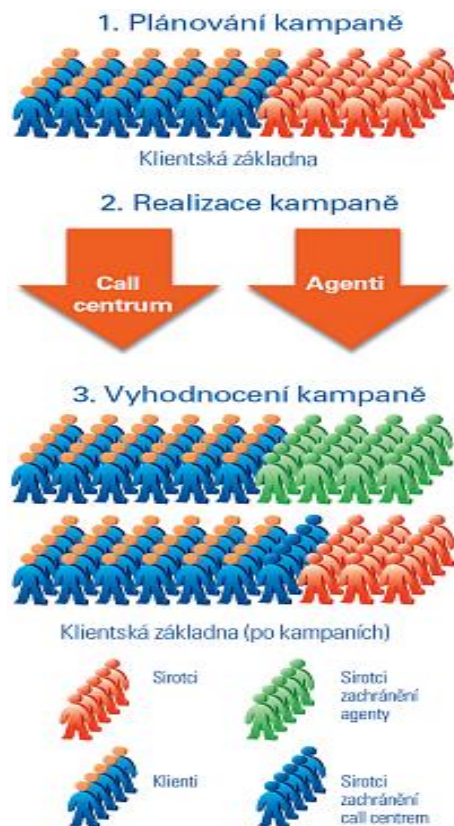 1. Plánování kampaně
Klientská základna
2. Realizace kampaně
Call
centrum
Agenti
3. Vyhodnocení kampaně
Klientská základna (po kampaních)
Sirotci
Sirotci
zachránění
agenty
Klienti
Sirotci
zachránění
call centrem